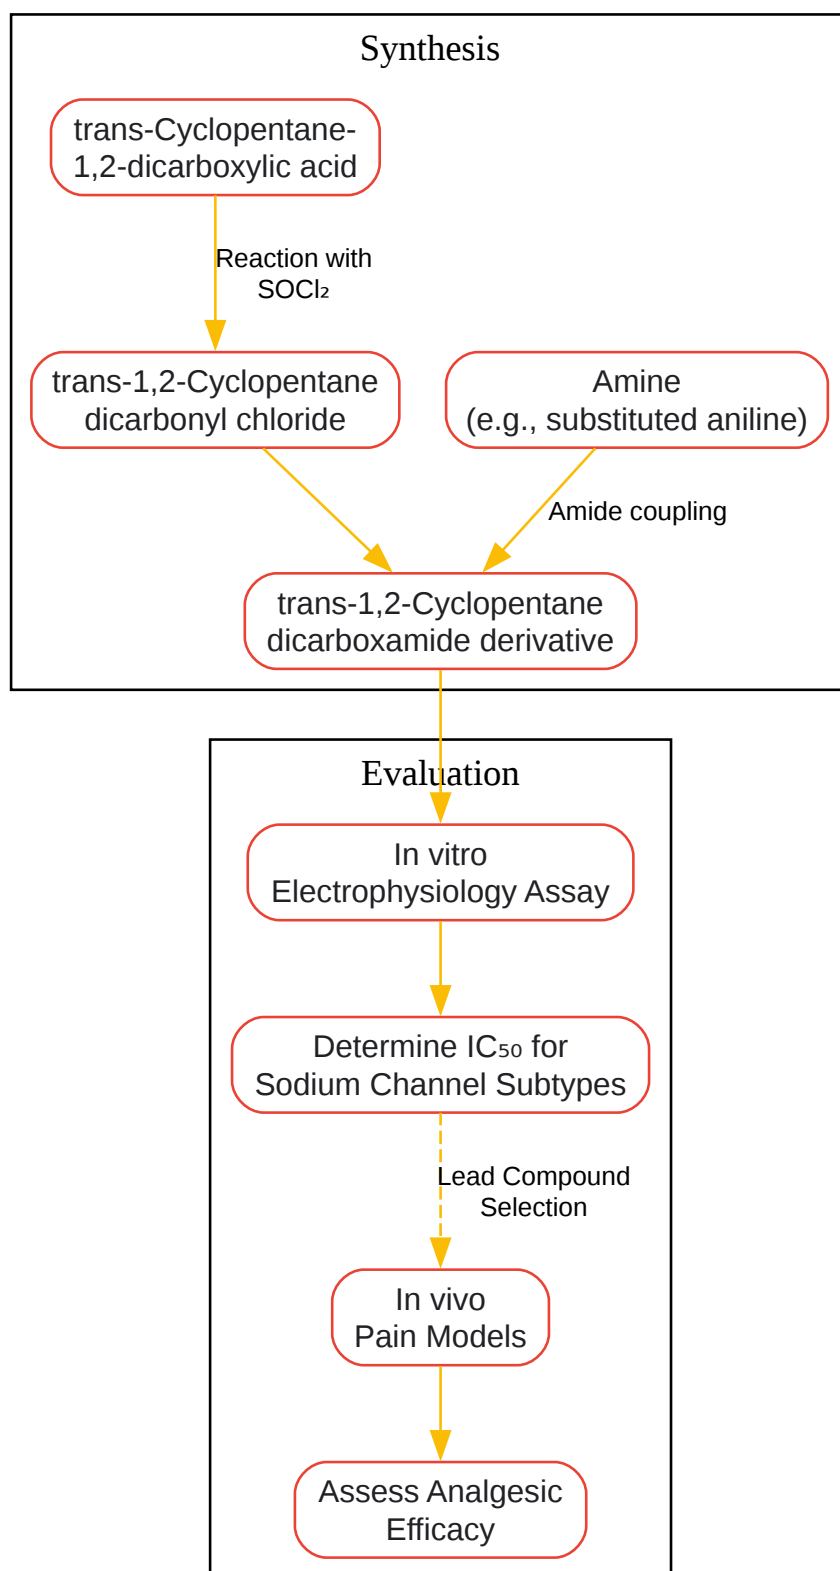 Synthesis
trans-Cyclopentane-
1,2-dicarboxylic acid
Reaction with
SOCl₂
trans-1,2-Cyclopentane
dicarbonyl chloride
Amine
(e.g., substituted aniline)
Amide coupling
trans-1,2-Cyclopentane
dicarboxamide derivative
Evaluation
In vitro
Electrophysiology Assay
Determine IC₅₀ for
Sodium Channel Subtypes
Lead Compound
Selection
In vivo
Pain Models
Assess Analgesic
Efficacy